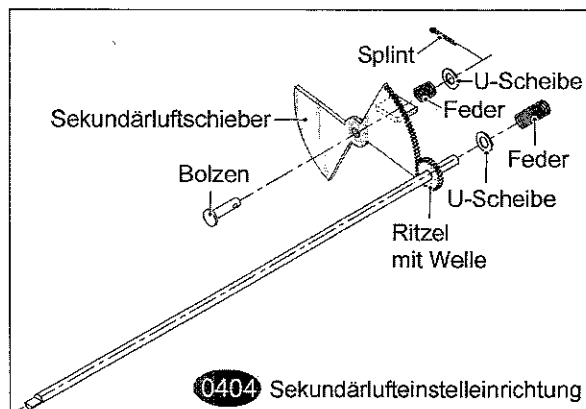 Splint
U-Scheibe
Feder
Sekundärluftschieber
Feder
Bolzen
U-Scheibe
Ritzel
mit Welle
0404 Sekundärlufteinstelleinrichtung